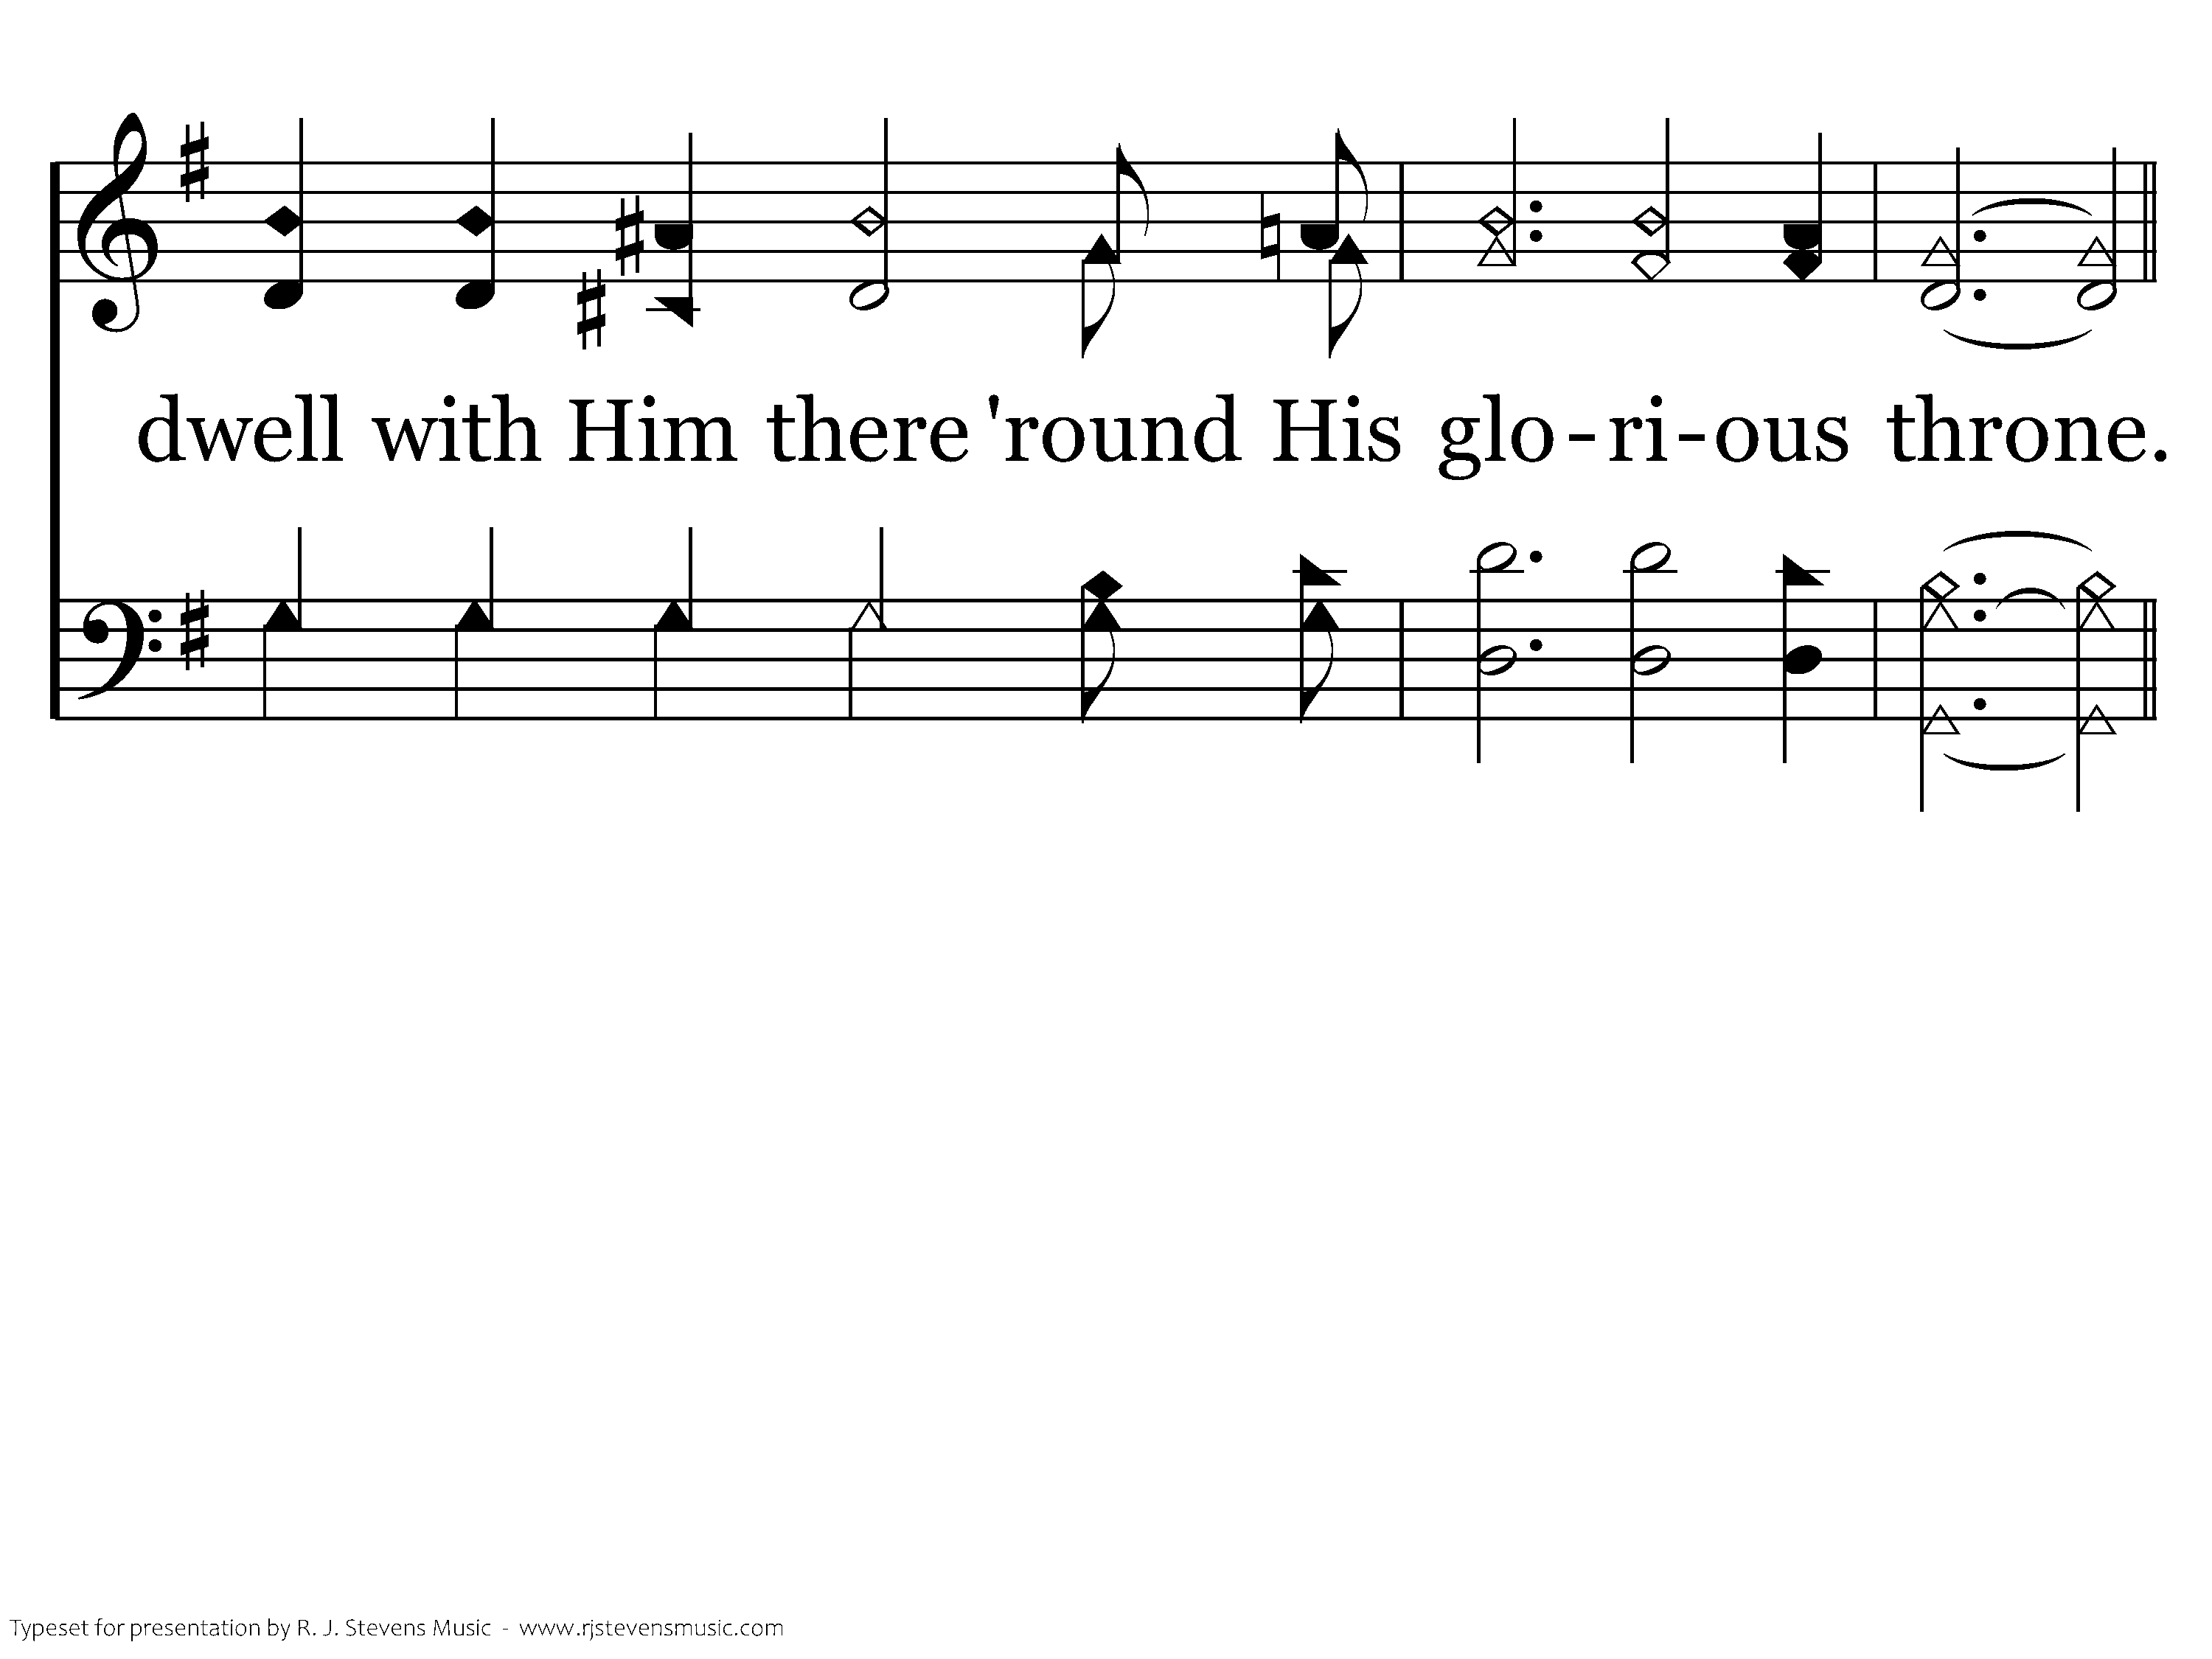 dwell with Him there 'round His glo-ri-ous throne.
Typeset for presentation by R. J. Stevens Music - www.rjstevensmusic.com